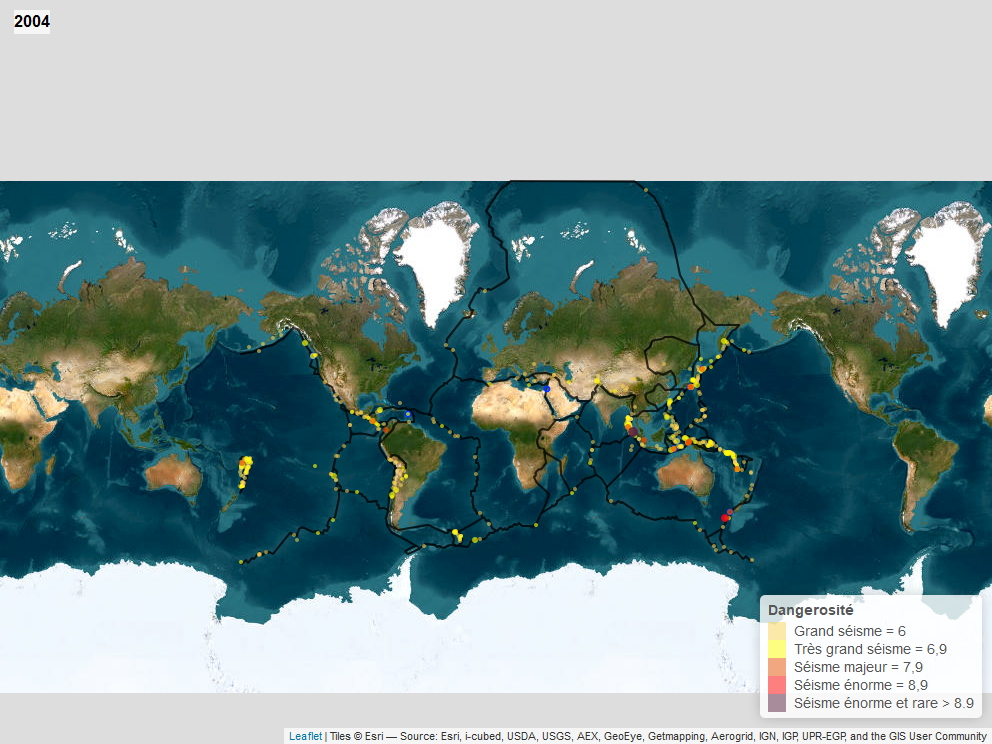 2004
Dangerosité
Grand séisme = 6
Très grand séisme = 6,9
Séisme majeur = 7,9
Séisme énorme = 8,9
Séisme énorme et rare > 8.9
Leaflet | Tiles © Esri — Source: Esri, i-cubed, USDA, USGS, AEX, GeoEye, Getmapping, Aerogrid, IGN, IGP, UPR-EGP, and the GIS User Community